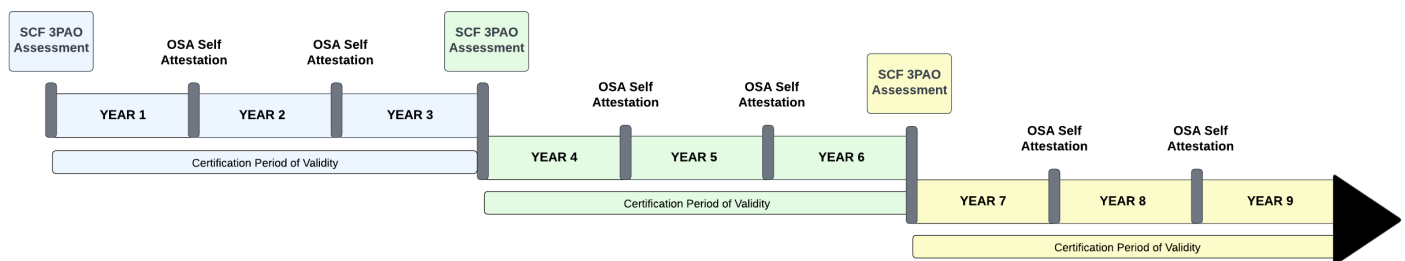 SCF 3PAO
Assessment
OSA Self
Attestation
OSA Self
Attestation
SCF 3PAO
Assessment
YEAR 1
YEAR 2
YEAR 3
Certification Period of Validity
OSA Self
Attestation
OSA Self
Attestation
SCF 3PAO
Assessment
YEAR 4
YEAR 5
YEAR 6
Certification Period of Validity
OSA Self
Attestation
OSA Self
Attestation
YEAR 7
YEAR 8
YEAR 9
Certification Period of Validity